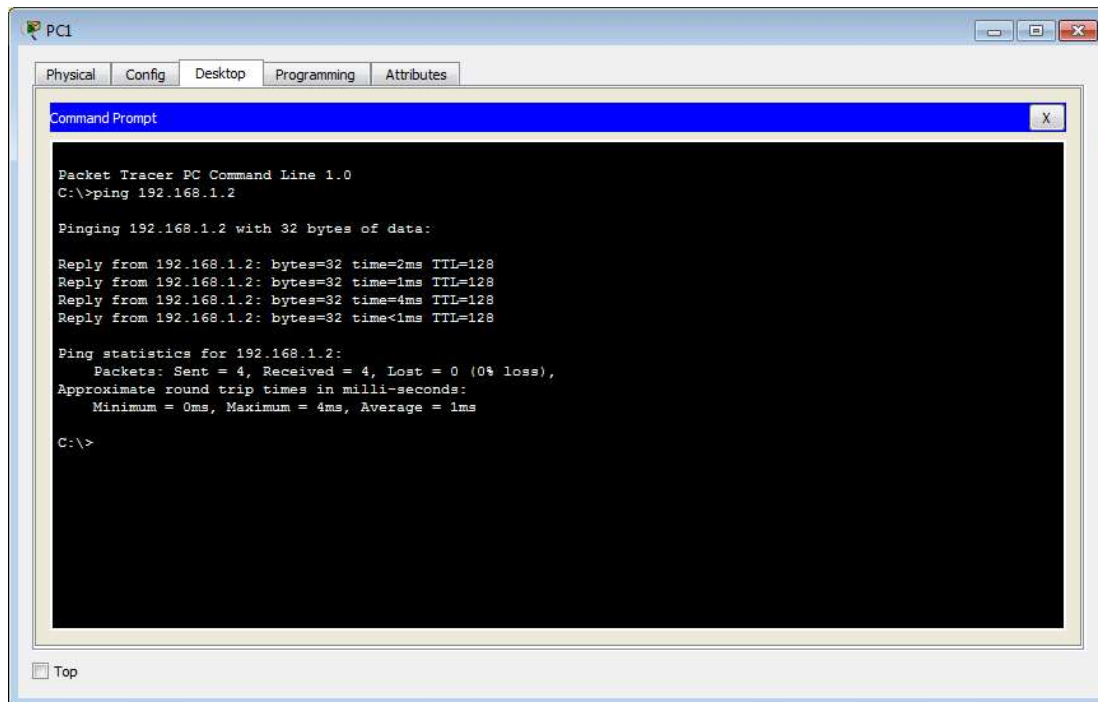 PC1
Physical Config Desktop Programming Attributes
Command Prompt
X
Packet Tracer PC Command Line 1.0
C:\>ping 192.168.1.2
Pinging 192.168.1.2 with 32 bytes of data:
Reply from 192.168.1.2: bytes=32 time=2ms TTL=128
Reply from 192.168.1.2: bytes=32 time=1ms TTL=128
Reply from 192.168.1.2: bytes=32 time=4ms TTL=128
Reply from 192.168.1.2: bytes=32 time<1ms TTL=128
Ping statistics for 192.168.1.2:
Packets: Sent = 4, Received = 4, Lost = 0 (0% loss),
Approximate round trip times in milli-seconds:
Minimum = 0ms, Maximum = 4ms, Average = 1ms
C:\>
Top